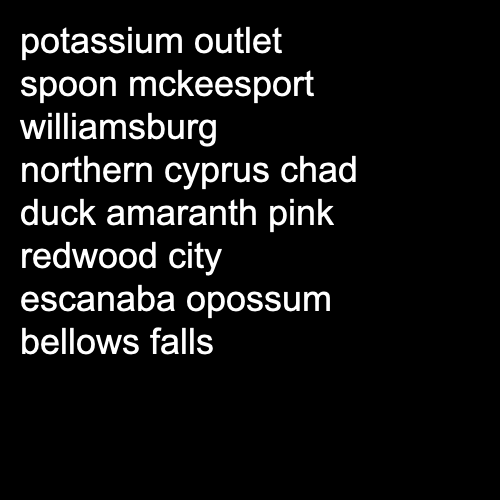 potassium outlet
spoon mckeesport
williamsburg
northern cyprus chad
duck amaranth pink
redwood city
escanaba opossum
bellows falls